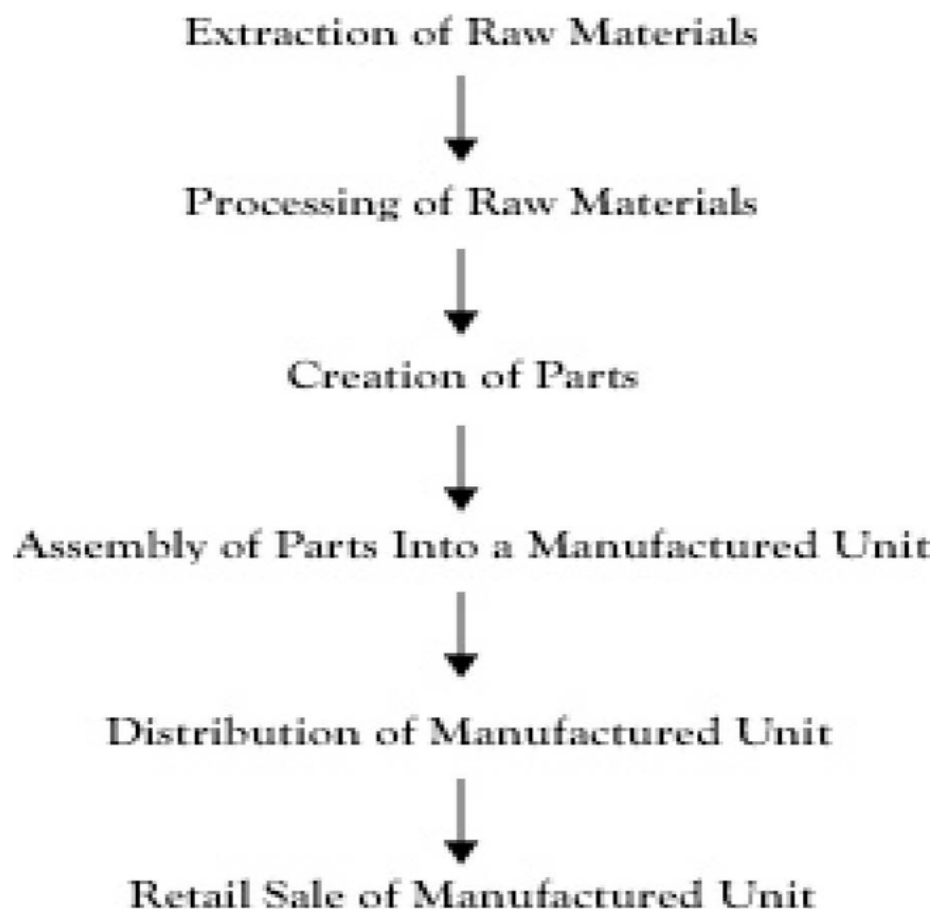 Extraction of Raw Materials
Processing of Raw Materials
Creation of Parts
Assembly of Parts Into a Manufactured Unit
Distribution of Manufactured Unit
Retail Sale of Manufactured Unit